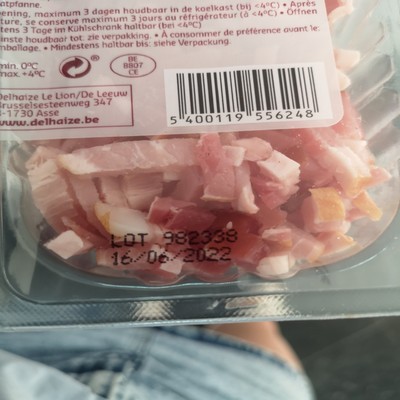 atpfanne.
ening, maximum 3 dagen houdbaar in de koelkast (bij <4°C) • Après
ture, se conserve maximum 3 jours au réfrigérateur (à <4°C) • Öffnen
stens 3 Tage im Kühlschrank haltbar (bei <4°C)
inste houdbaar tot: zie verpakking. • À consommer de préférence avant le:
mballage. • Mindestens haltbar bis: siehe Verpackung.
min. 0°C
max. +4°C
BE
B807
CE
Delhaize Le Lion/De Leeuw
Brusselsesteenweg 347
B-1730 Asse
www.delhaize.be
5 400119 556248
LOT 982338
16/06/2022